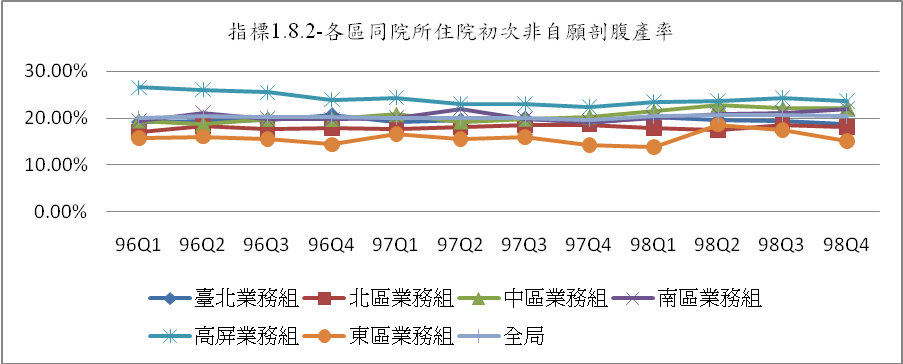 指標1.8.2-各區同院所住院初次非自願剖腹產率
30.00%
20.00%
10.00%
0.00%
96Q1 96Q2 96Q3 96Q4 97Q1 97Q2 97Q3 97Q4 98Q1 98Q2 98Q3 98Q4
臺北業務組 北區業務組 中區業務組 南區業務組
高屏業務組 東區業務組 全局